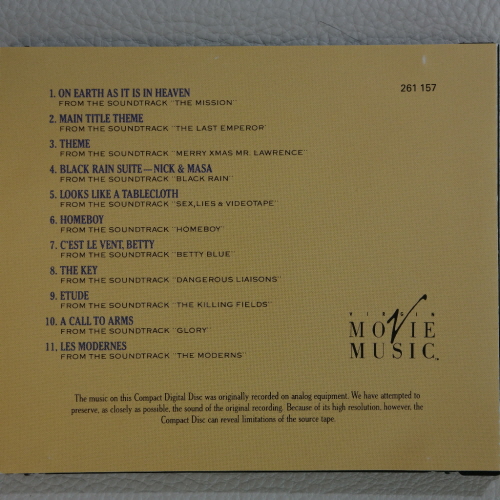 261 157
1. ON EARTH AS IT IS IN HEAVEN
FROM THE SOUNDTRACK "THE MISSION"
2. MAIN TITLE THEME
FROM THE SOUNDTRACK "THE LAST EMPEROR"
3. THEME
FROM THE SOUNDTRACK "MERRY XMAS MR. LAWRENCE"
4. BLACK RAIN SUITE—NICK & MASA
FROM THE SOUNDTRACK "BLACK RAIN"
5. LOOKS LIKE A TABLECLOTH
FROM THE SOUNDTRACK "SEX,LIES & VIDEOTAPE"
6. HOMEBOY
FROM THE SOUNDTRACK "HOMEBOY"
7. C'EST LE VENT, BETTY
FROM THE SOUNDTRACK "BETTY BLUE"
8. THE KEY
FROM THE SOUNDTRACK "DANGEROUS LIAISONS"
9. ETUDE
FROM THE SOUNDTRACK "THE KILLING FIELDS"
10. A CALL TO ARMS
FROM THE SOUNDTRACK "GLORY"
11. LES MODERNES
FROM THE SOUNDTRACK "THE MODERNS"
VIRGIN
MOVIE
MUSIC™
The music on this Compact Digital Disc was originally recorded on analog equipment. We have attempted to
preserve, as closely as possible, the sound of the original recording. Because of its high resolution, however, the
Compact Disc can reveal limitations of the source tape.